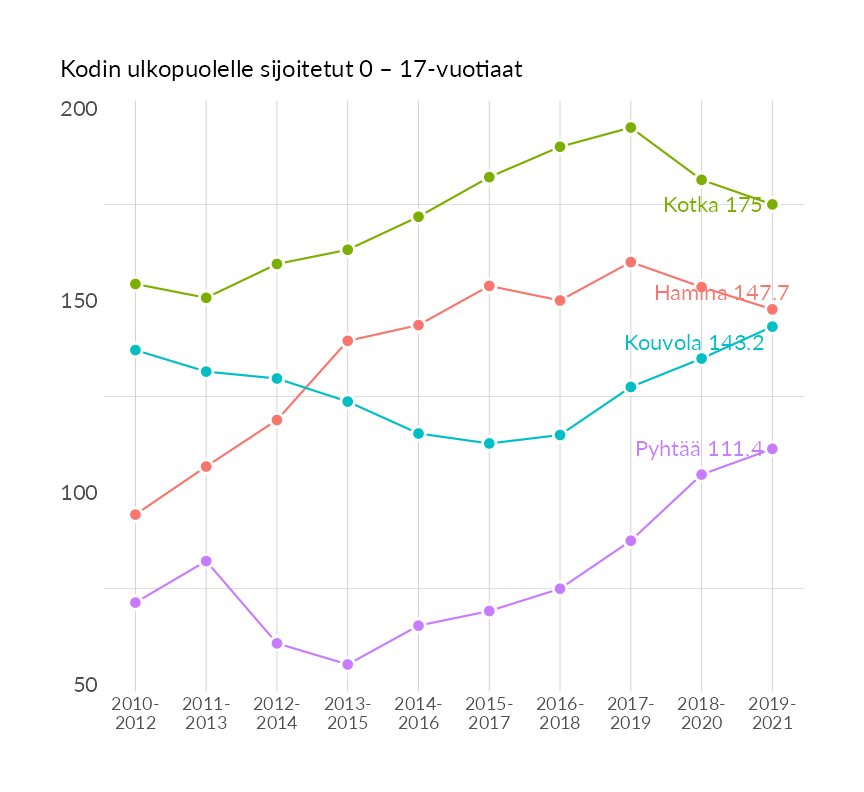 Kodin ulkopuolelle sijoitetut 0 – 17-vuotiaat
200
150
100
50
Kotka 175
Hamina 147.7
Kouvola 143.2
Pyhtää 111.4
2010- 2011- 2012- 2013- 2014- 2015- 2016- 2017- 2018- 2019-
2012 2013 2014 2015 2016 2017 2018 2019 2020 2021